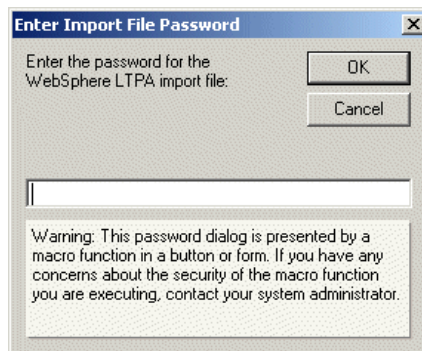 Enter Import File Password
Enter the password for the
WebSphere LTPA import file:
OK
Cancel
Warning: This password dialog is presented by a
macro function in a button or form. If you have any
concerns about the security of the macro function
you are executing, contact your system administrator.